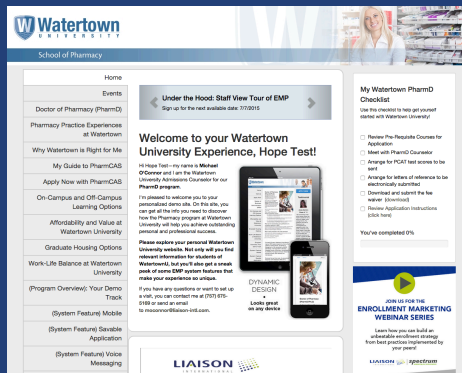 Watertown
UNIVERSITY
School of Pharmacy
Home
Events
Doctor of Pharmacy (PharmD)
Pharmacy Practice Experiences
at Watertown
Why Watertown is Right for Me
My Guide to PharmCAS
Apply Now with PharmCAS
On-Campus and Off-Campus
Learning Options
Affordability and Value at
Watertown University
Graduate Housing Options
Work-Life Balance at Watertown
University
(Program Overview): Your Demo
Track
(System Feature) Mobile
(System Feature) Savable
Application
(System Feature) Voice
Messaging
Under the Hood: Staff View Tour of EMP
Sign up for the next available date: 7/7/2015
Welcome to your Watertown
University Experience, Hope Test!
Hi Hope Test—my name is Michael
O'Connor and I am the Watertown
University Admissions Counselor for our
PharmD program.
I'm pleased to welcome you to your
personalized demo site. On this site, you
can get all the info you need to discover
how the Pharmacy program at Watertown
University will help you achieve outstanding
personal and professional success.
Please explore your personal Watertown
University website. Not only will you find
relevant information for students of
WatertownU, but you'll also get a sneak
peek of some EMP system features that
make your experience so unique.
If you have any questions or want to set up
a visit, you can contact me at (757) 875-
5169 or send an email
to moconnor@liaison-intl.com.
DYNAMIC
DESIGN
Looks great
on any device
LIAISON
INTERNATIONAL
My Watertown PharmD
Checklist
Use this checklist to help get yourself
started with Watertown University!
Review Pre-Requisite Courses for
Application
Meet with PharmD Counselor
Arrange for PCAT test scores to be
sent
Arrange for letters of reference to be
electronically submitted
Download and submit the fee
waiver (download)
Review Application Instructions
(click here)
You've completed 0%
JOIN US FOR THE
ENROLLMENT MARKETING
WEBINAR SERIES
Learn how you can build an
unbeatable enrollment strategy
from best practices implemented by
your peers!
LIAISON spectrum